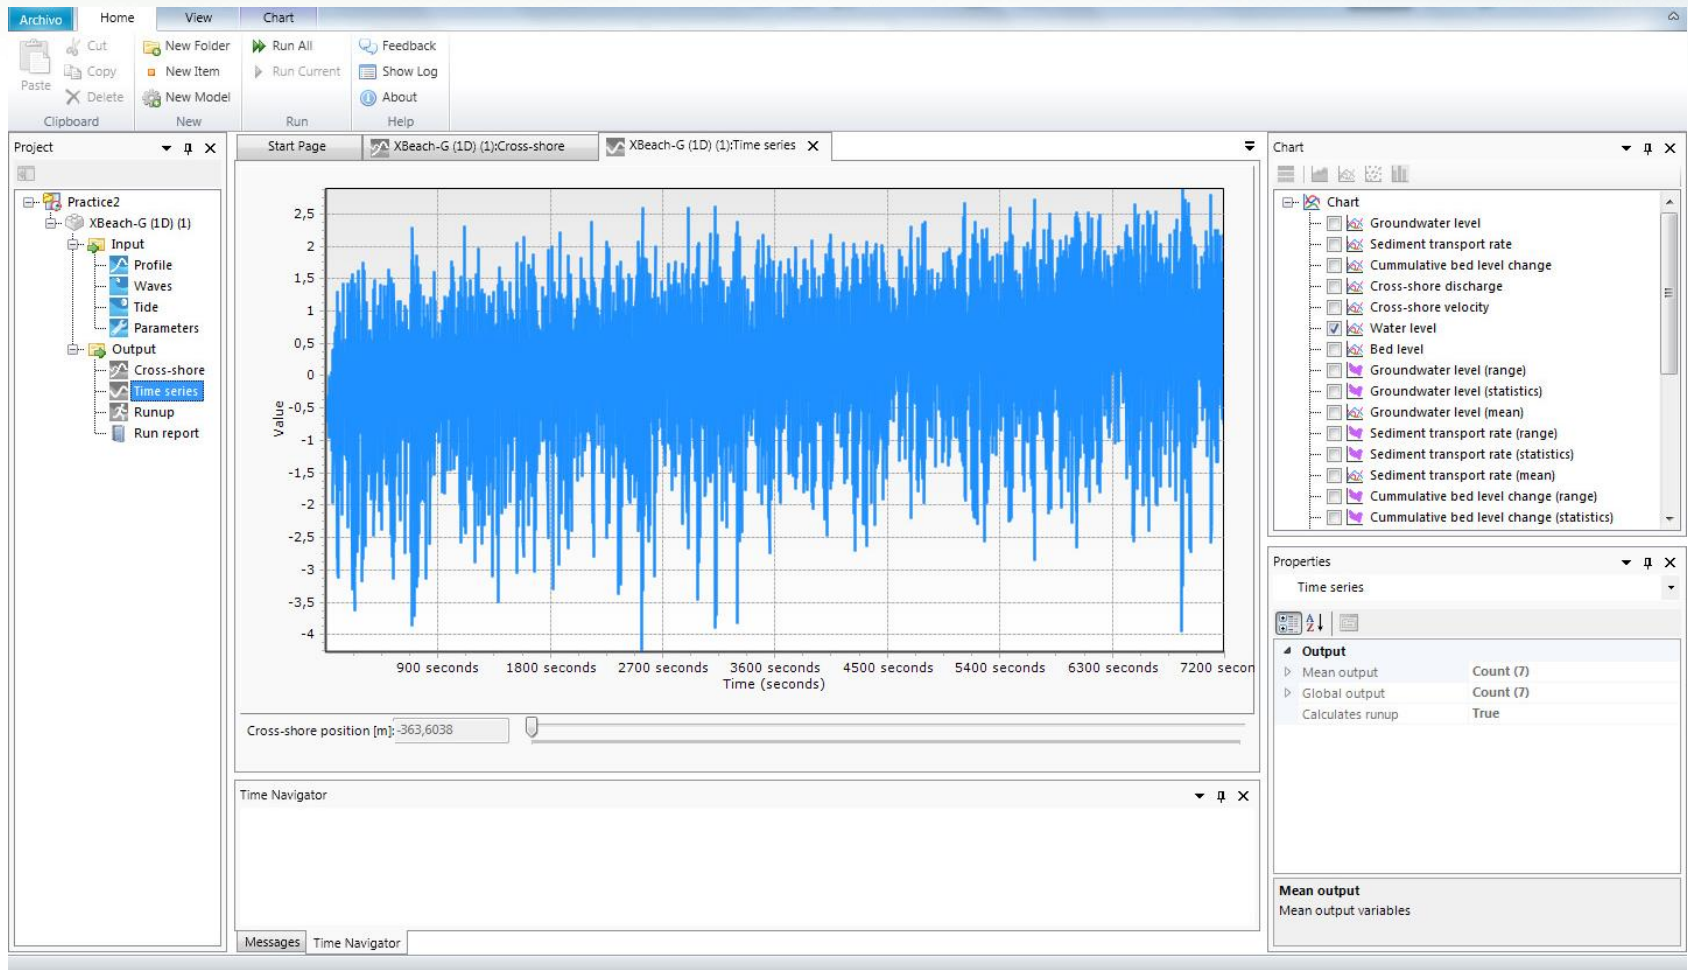 Archivo Home View Chart
Cut New Folder Run All Feedback
Copy New Item Run Current Show Log
Paste
Delete New Model About
Clipboard New Run Help
Project
Practice2
XBeach-G (1D) (1)
Input
Profile
Waves
Tide
Parameters
Output
Cross-shore
Time series
Runup
Run report
Start Page XBeach-G (1D) (1):Cross-shore XBeach-G (1D) (1):Time series
2,5
2
1,5
1
0,5
0
-0,5
-1
-1,5
-2
-2,5
-3
-3,5
-4
Value
900 seconds 1800 seconds 2700 seconds 3600 seconds 4500 seconds 5400 seconds 6300 seconds 7200 secon
Time (seconds)
Cross-shore position [m]: -363,6038
Time Navigator
Messages Time Navigator
Chart
Chart
Groundwater level
Sediment transport rate
Cummulative bed level change
Cross-shore discharge
Cross-shore velocity
Water level
Bed level
Groundwater level (range)
Groundwater level (statistics)
Groundwater level (mean)
Sediment transport rate (range)
Sediment transport rate (statistics)
Sediment transport rate (mean)
Cummulative bed level change (range)
Cummulative bed level change (statistics)
Properties
Time series
Output
Mean output Count (7)
Global output Count (7)
Calculates runup True
Mean output
Mean output variables